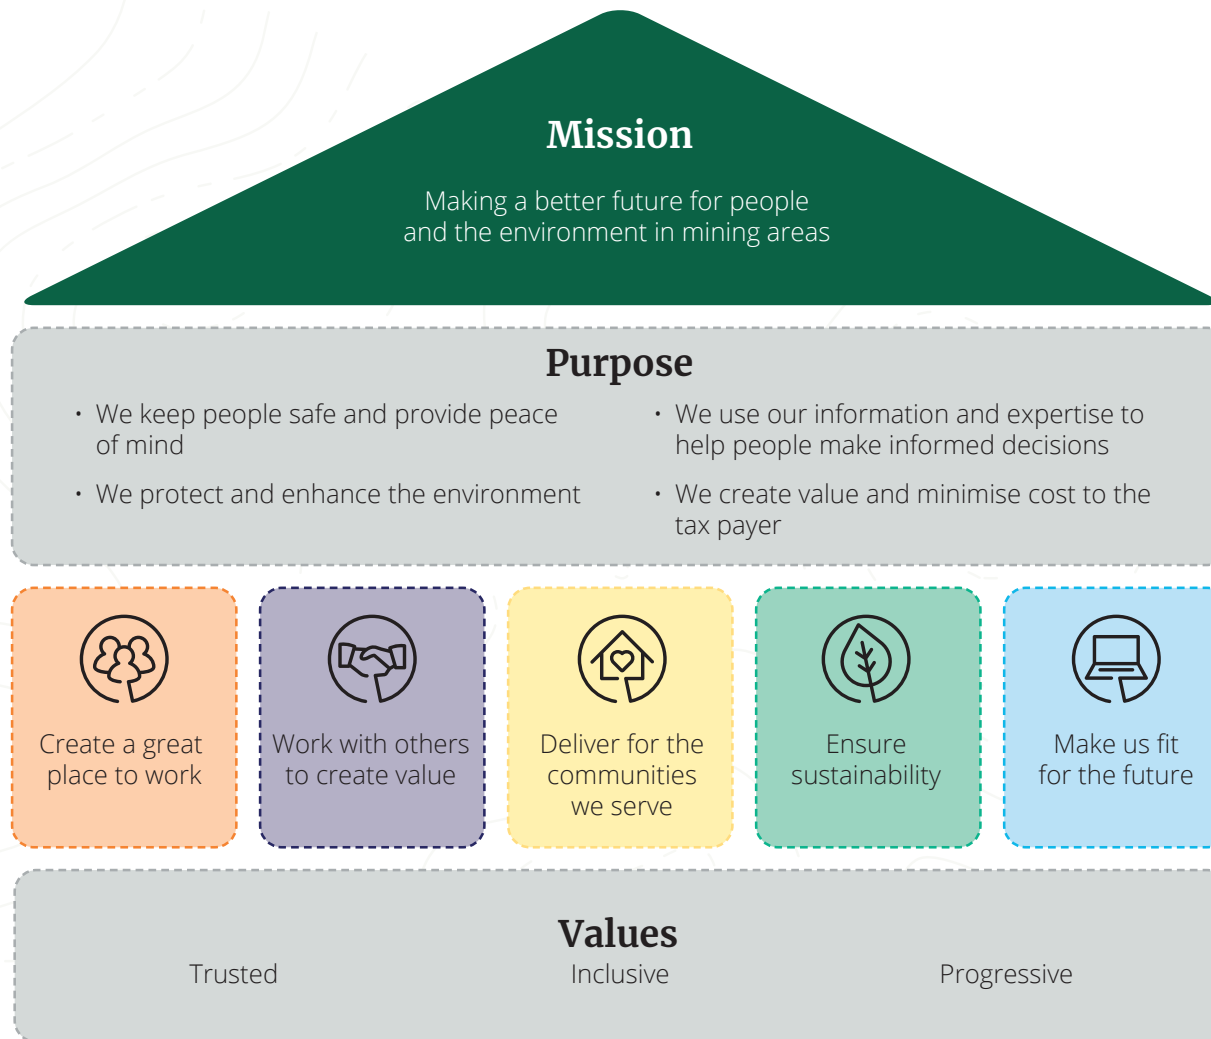 Mission
Making a better future for people
and the environment in mining areas
Purpose
• We keep people safe and provide peace
of mind
• We protect and enhance the environment
• We use our information and expertise to
help people make informed decisions
• We create value and minimise cost to the
tax payer
Create a great
place to work
Work with others
to create value
Deliver for the
communities
we serve
Ensure
sustainability
Make us fit
for the future
Values
Trusted
Inclusive
Progressive